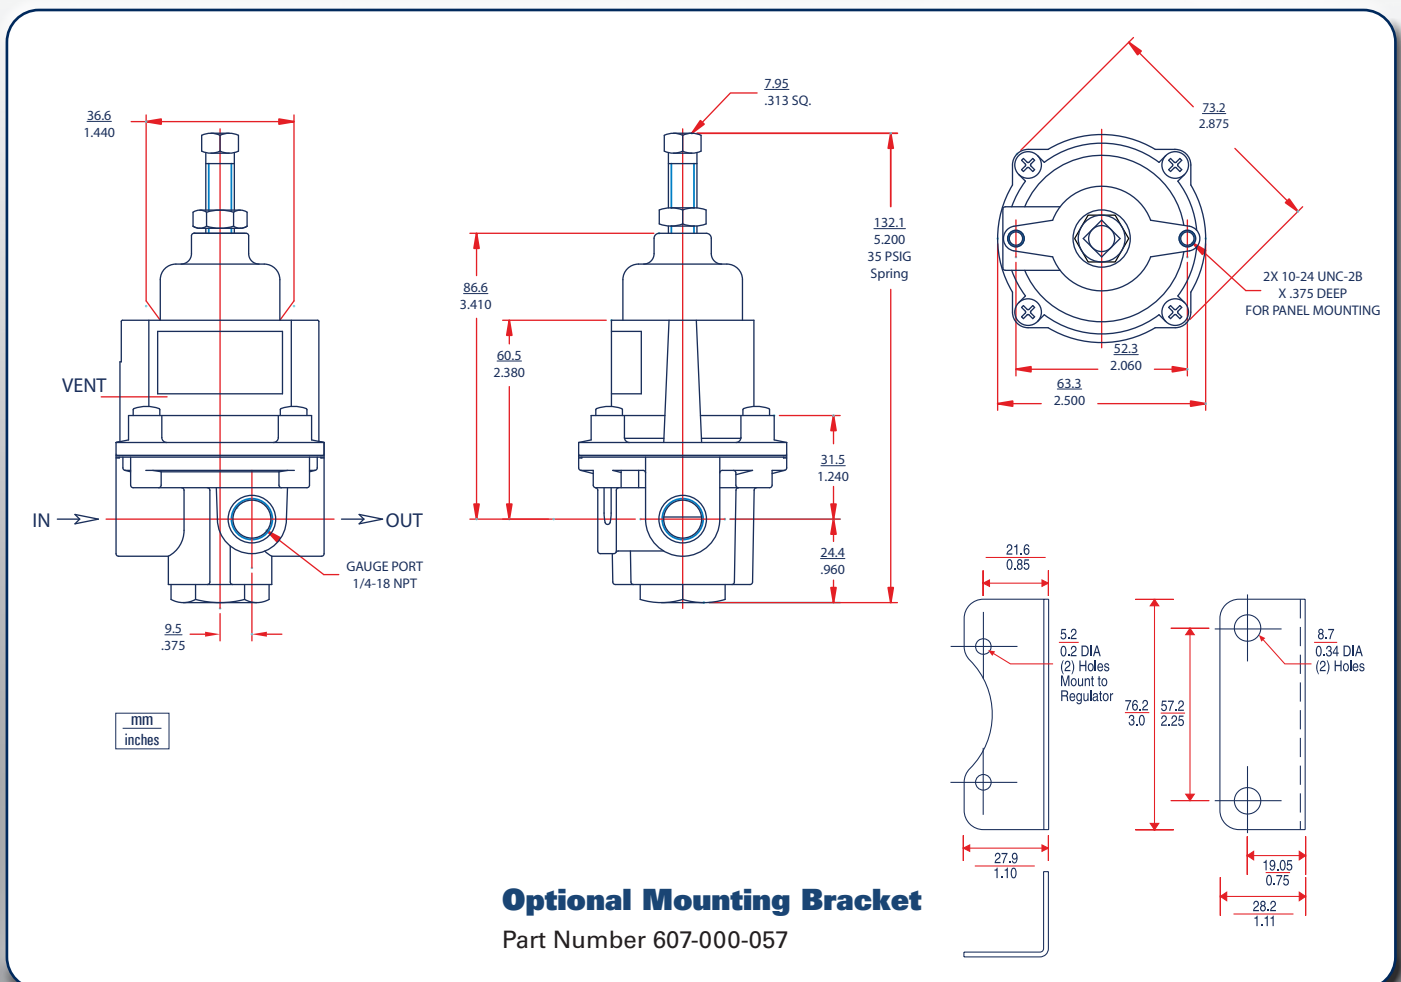 36.6
1.440
VENT
IN
OUT
GAUGE PORT
1/4-18 NPT
9.5
.375
mm
inches
7.95
.313 SQ.
86.6
3.410
60.5
2.380
132.1
5.200
35 PSIG
Spring
31.5
1.240
24.4
.960
73.2
2.875
2X 10-24 UNC-2B
X .375 DEEP
FOR PANEL MOUNTING
52.3
2.060
63.3
2.500
21.6
0.85
5.2
0.2 DIA
(2) Holes
Mount to
Regulator
27.9
1.10
76.2
3.0
57.2
2.25
8.7
0.34 DIA
(2) Holes
19.05
0.75
28.2
1.11
Optional Mounting Bracket
Part Number 607-000-057